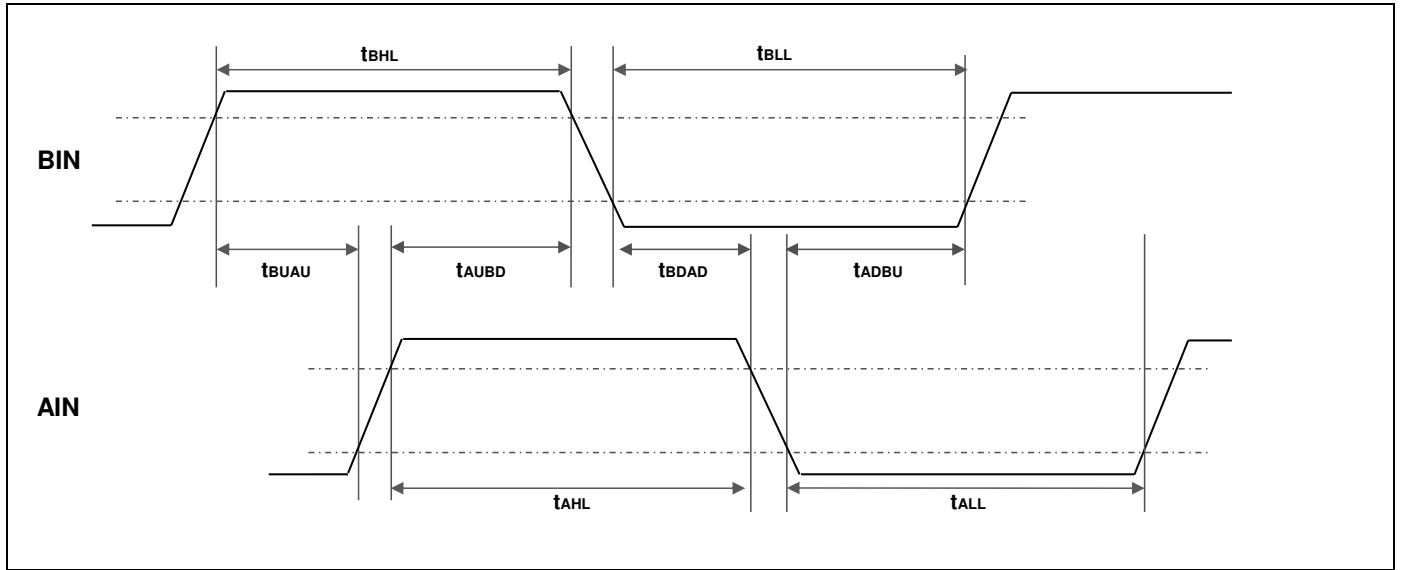 tBHL
tBLL
BIN
tBUAU
tAUBD
tBDAD
tADBU
AIN
tAHL
tALL